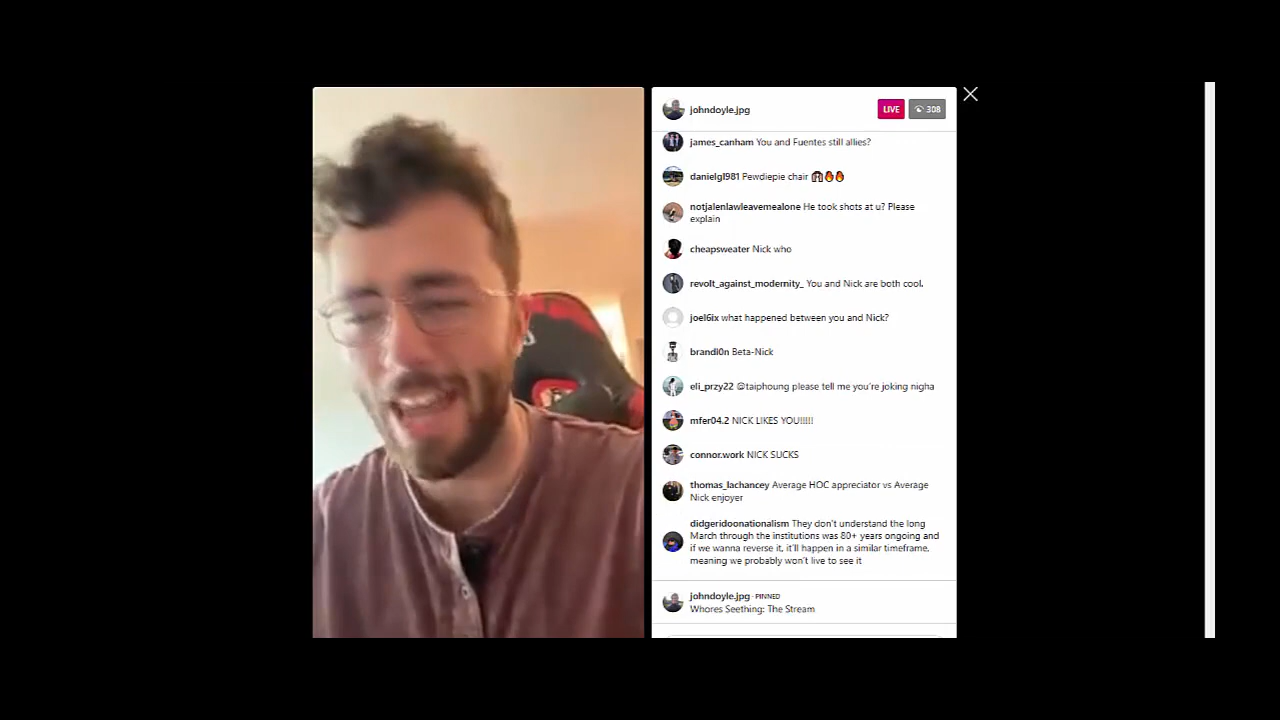 johndoyle.jpg
LIVE 308
james_canham You and Fuentes still allies?
danielgl981 Pewdiepie chair
notjalenlawleavemealone He took shots at u? Please
explain
cheapsweater Nick who
revolt_against_modernity_ You and Nick are both cool.
joel6ix what happened between you and Nick?
brandl0n Beta-Nick
eli_przy22 @taiphoung please tell me you're joking nigha
mfer04.2 NICK LIKES YOU!!!!!
connor.work NICK SUCKS
thomas_lachancey Average HOC appreciator vs Average
Nick enjoyer
didgeridoonationalism They don't understand the long
March through the institutions was 80+ years ongoing and
if we wanna reverse it, it'll happen in a similar timeframe,
meaning we probably won't live to see it
johndoyle.jpg · PINNED
Whores Seething: The Stream